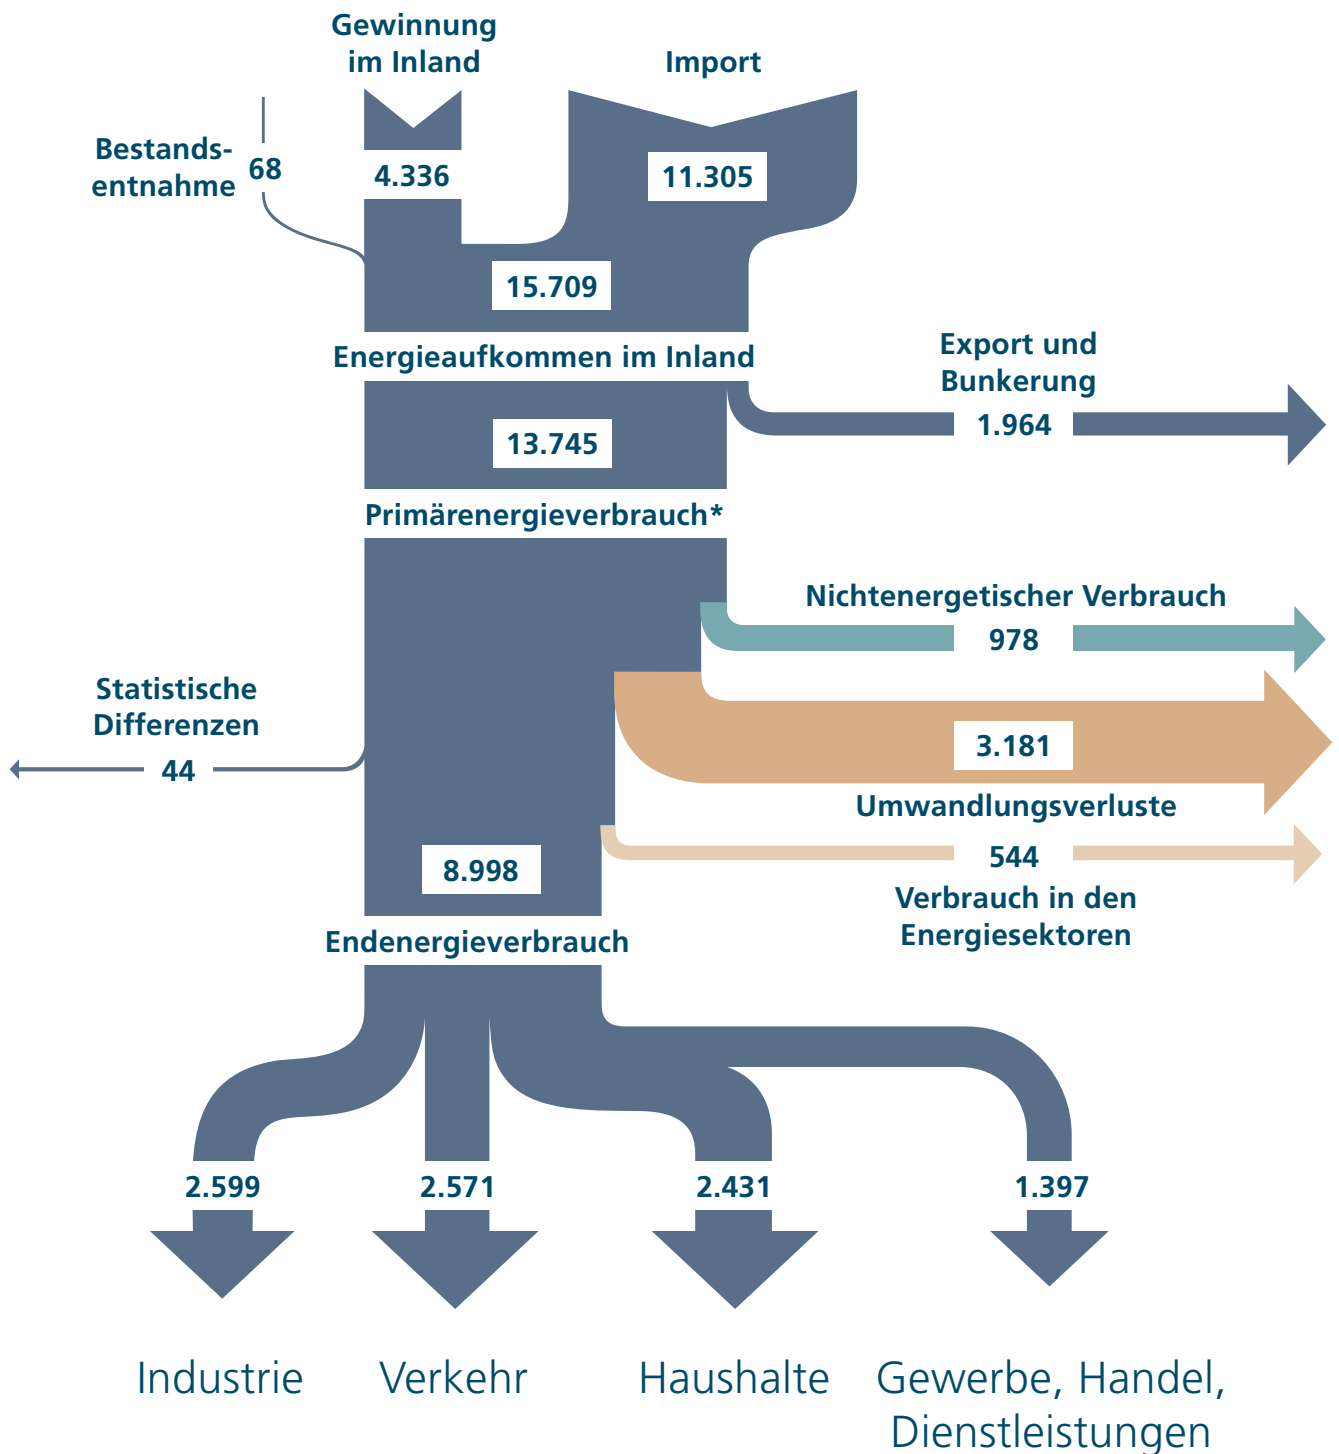 Gewinnung
im Inland
Import
Bestands-
entnahme
68
4.336
11.305
15.709
Energieaufkommen im Inland
Export und
Bunkerung
1.964
13.745
Primärenergieverbrauch*
Nichtenergetischer Verbrauch
978
Statistische
Differenzen
44
3.181
Umwandlungsverluste
544
Verbrauch in den
Energiesektoren
8.998
Endenergieverbrauch
2.599
2.571
2.431
1.397
Industrie
Verkehr
Haushalte
Gewerbe, Handel,
Dienstleistungen